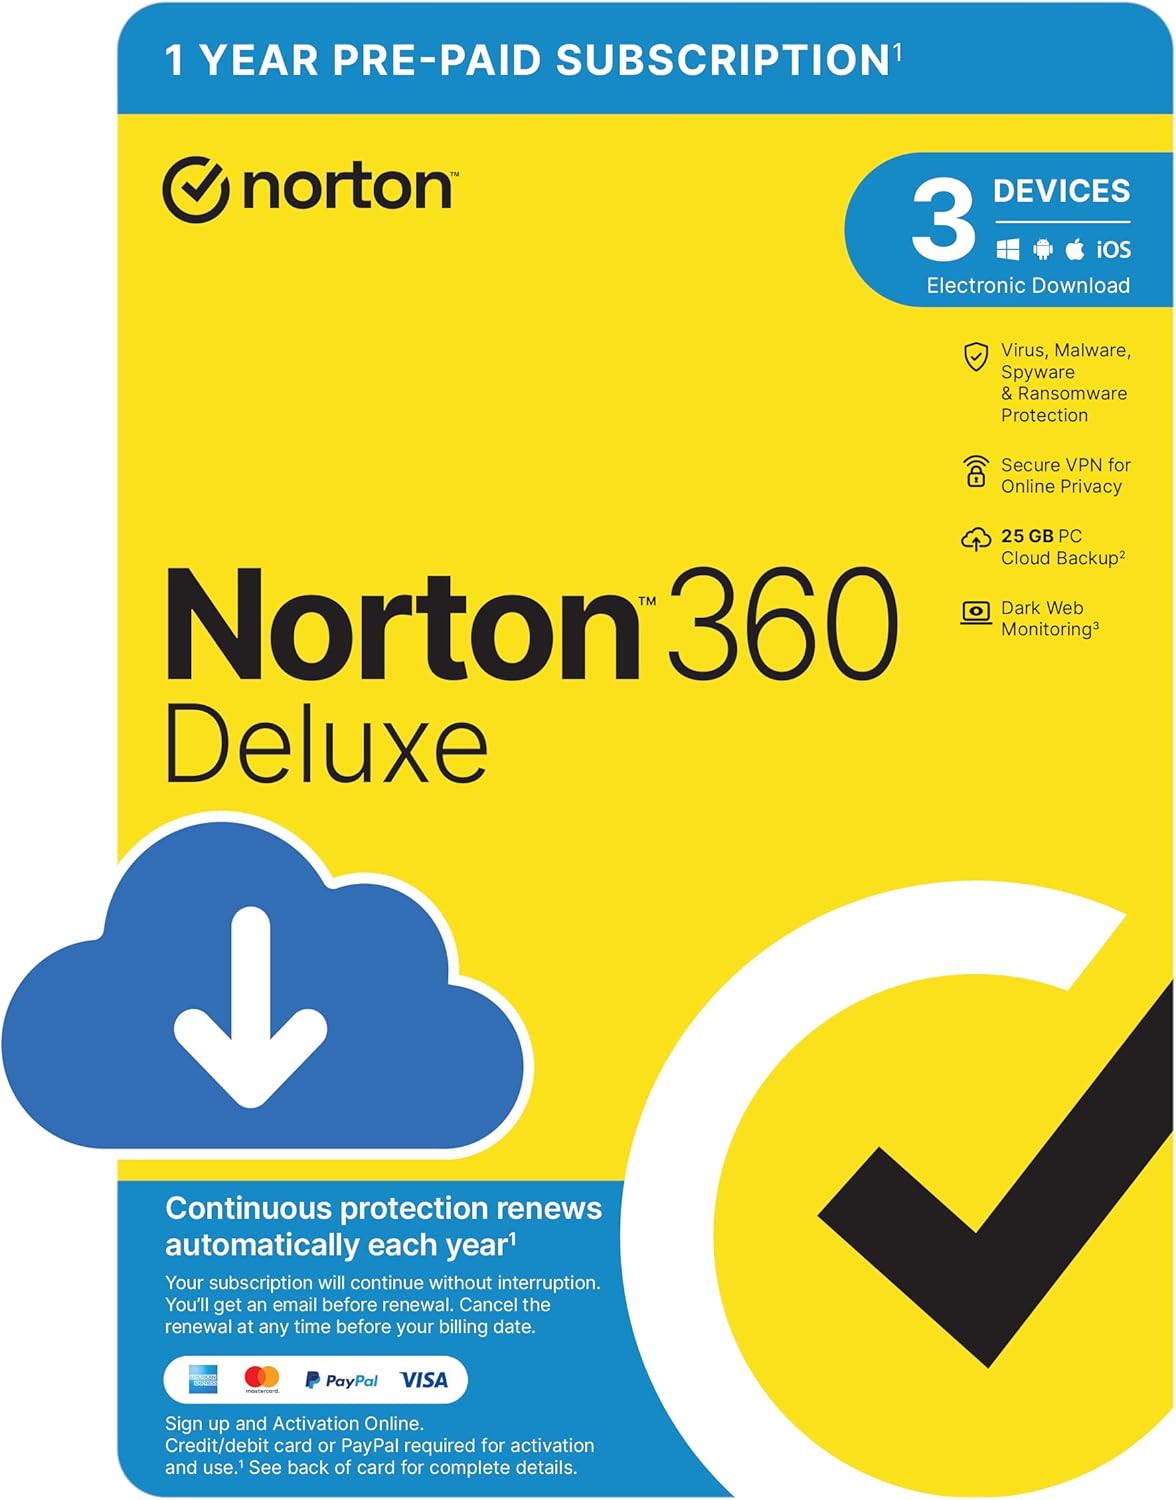 1 YEAR PRE-PAID SUBSCRIPTION¹
norton™
3
DEVICES
iOS
Electronic Download
Virus, Malware,
Spyware
& Ransomware
Protection
Secure VPN for
Online Privacy
25 GB PC
Cloud Backup²
Dark Web
Monitoring³
Norton™ 360
Deluxe
Continuous protection renews
automatically each year¹
Your subscription will continue without interruption.
You’ll get an email before renewal. Cancel the
renewal at any time before your billing date.
AMERICAN EXPRESS
mastercard.
PayPal
VISA
Sign up and Activation Online.
Credit/debit card or PayPal required for activation
and use.¹ See back of card for complete details.